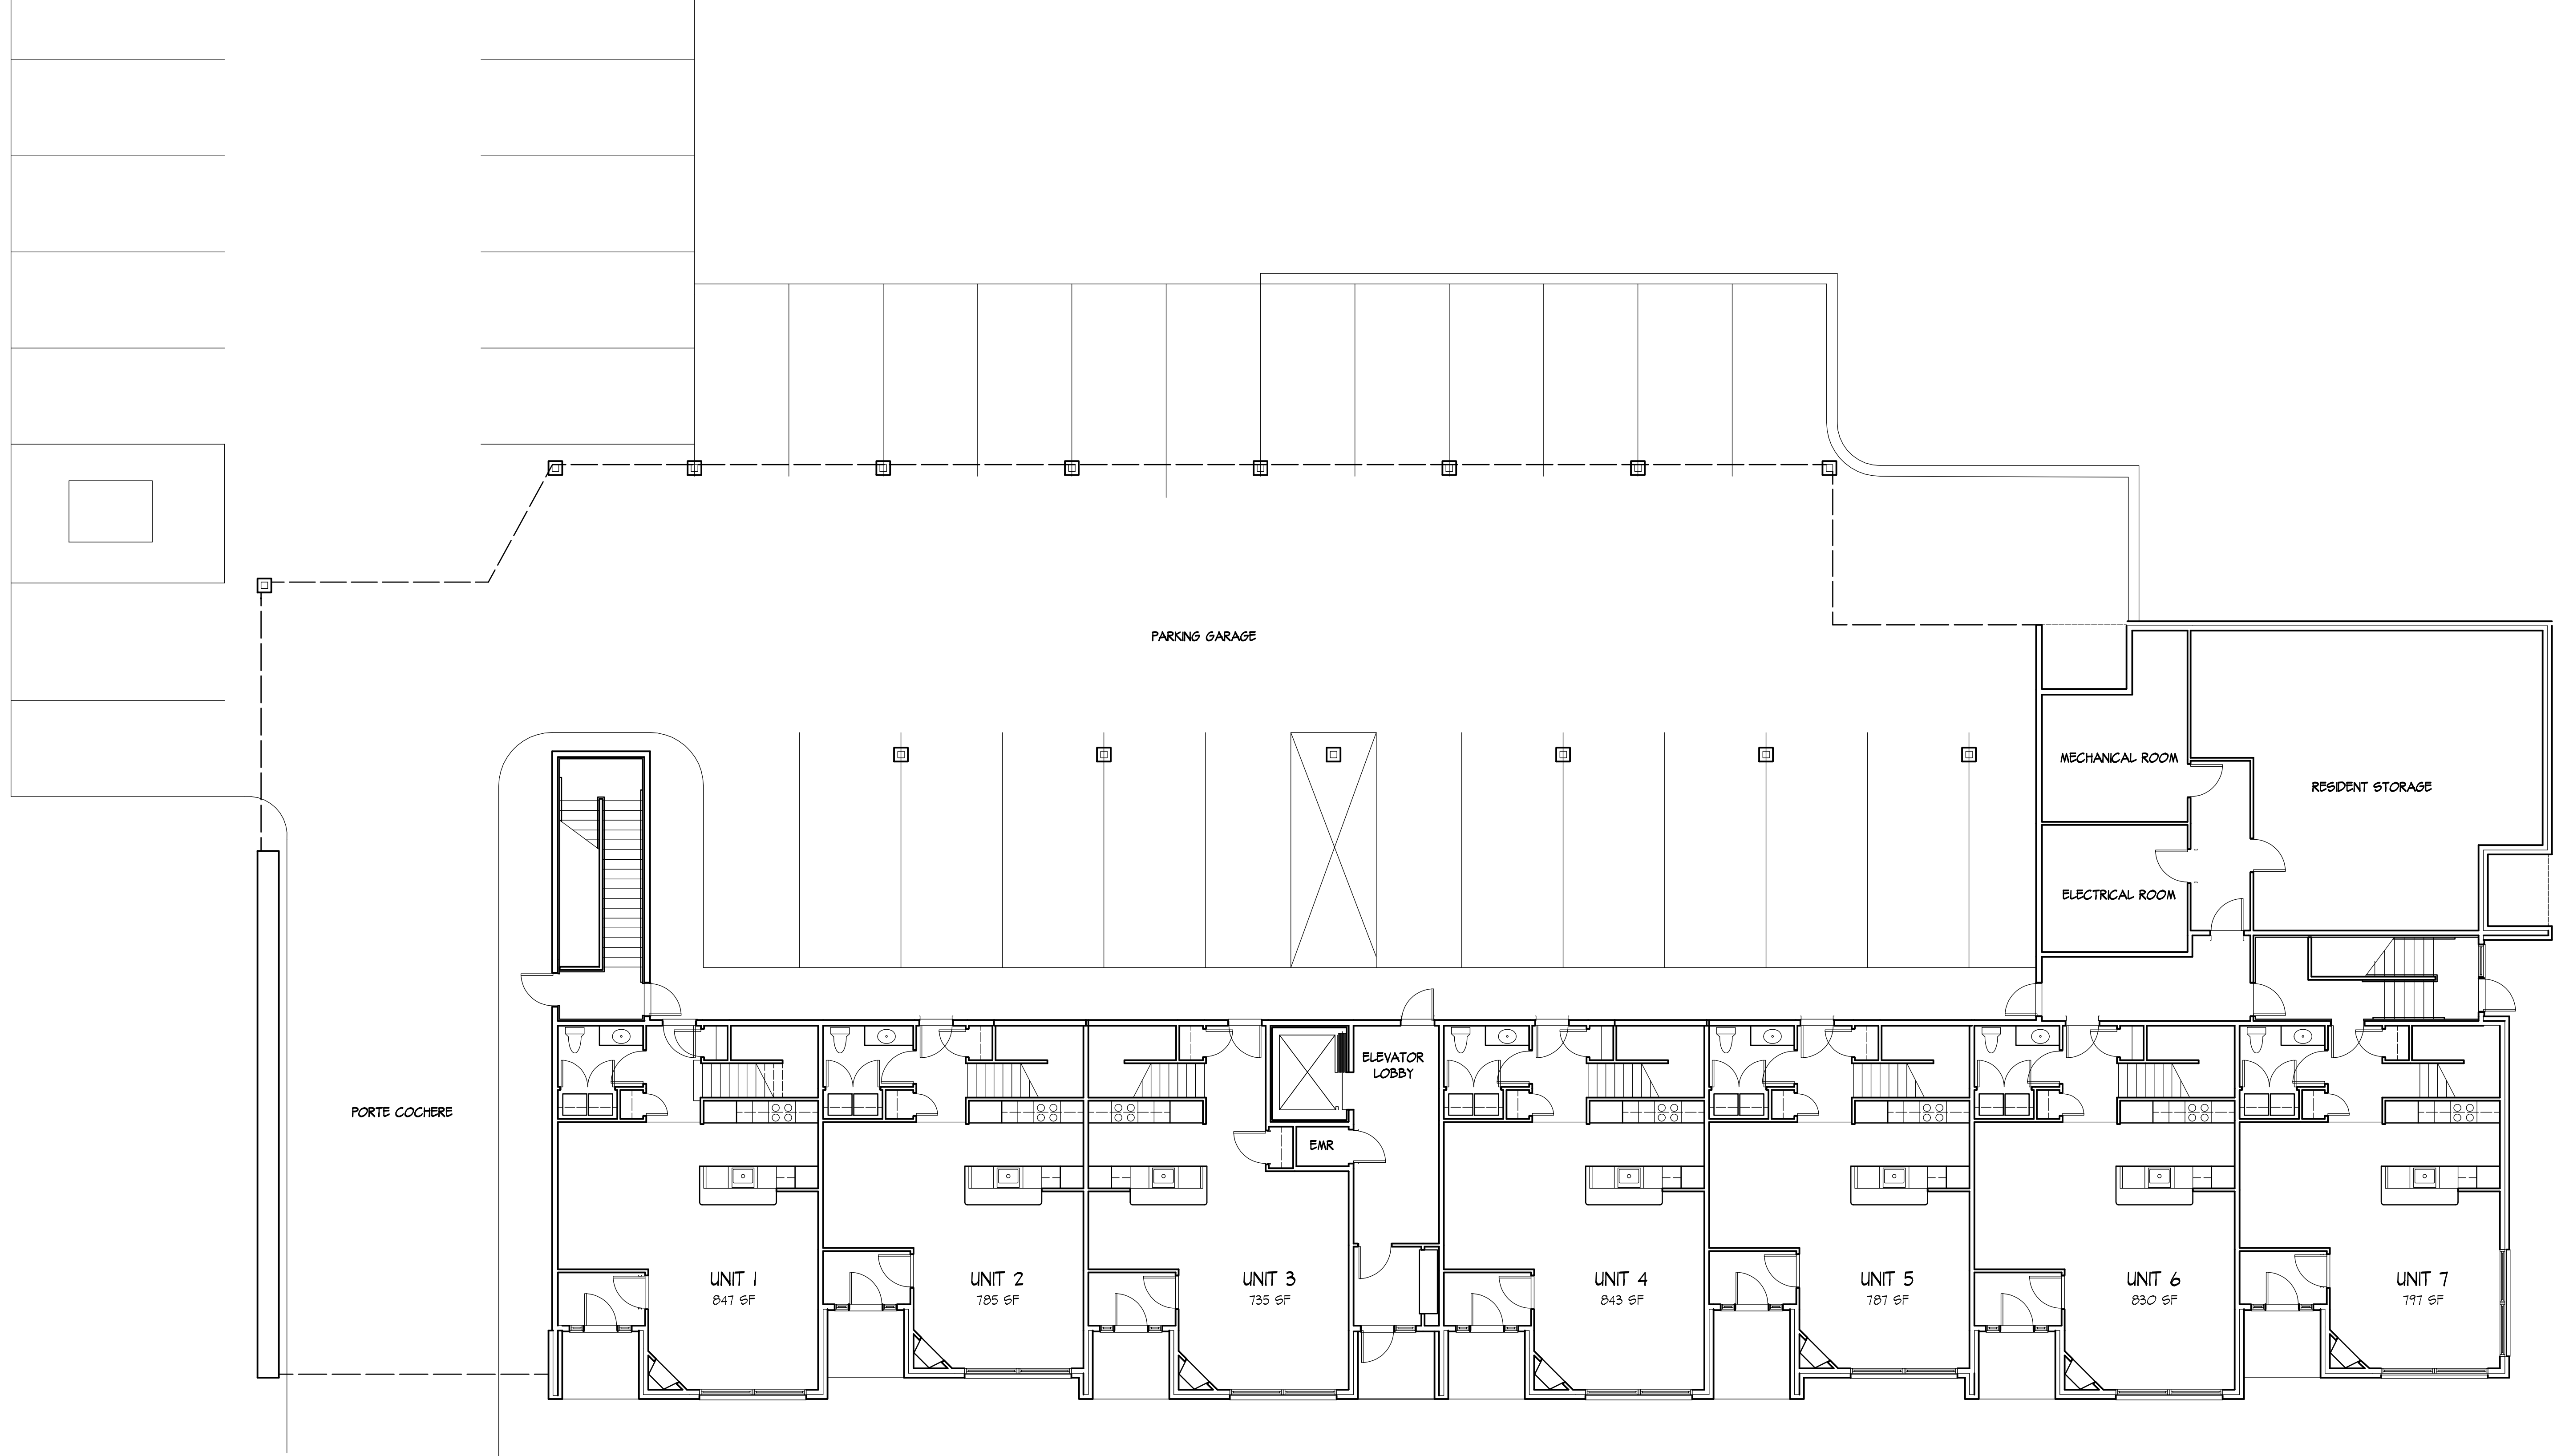 PARKING GARAGE
MECHANICAL ROOM
RESIDENT STORAGE
ELECTRICAL ROOM
PORTE COCHERE
ELEVATOR
LOBBY
EMR
UNIT 1
847 SF
UNIT 2
785 SF
UNIT 3
735 SF
UNIT 4
843 SF
UNIT 5
787 SF
UNIT 6
830 SF
UNIT 7
797 SF